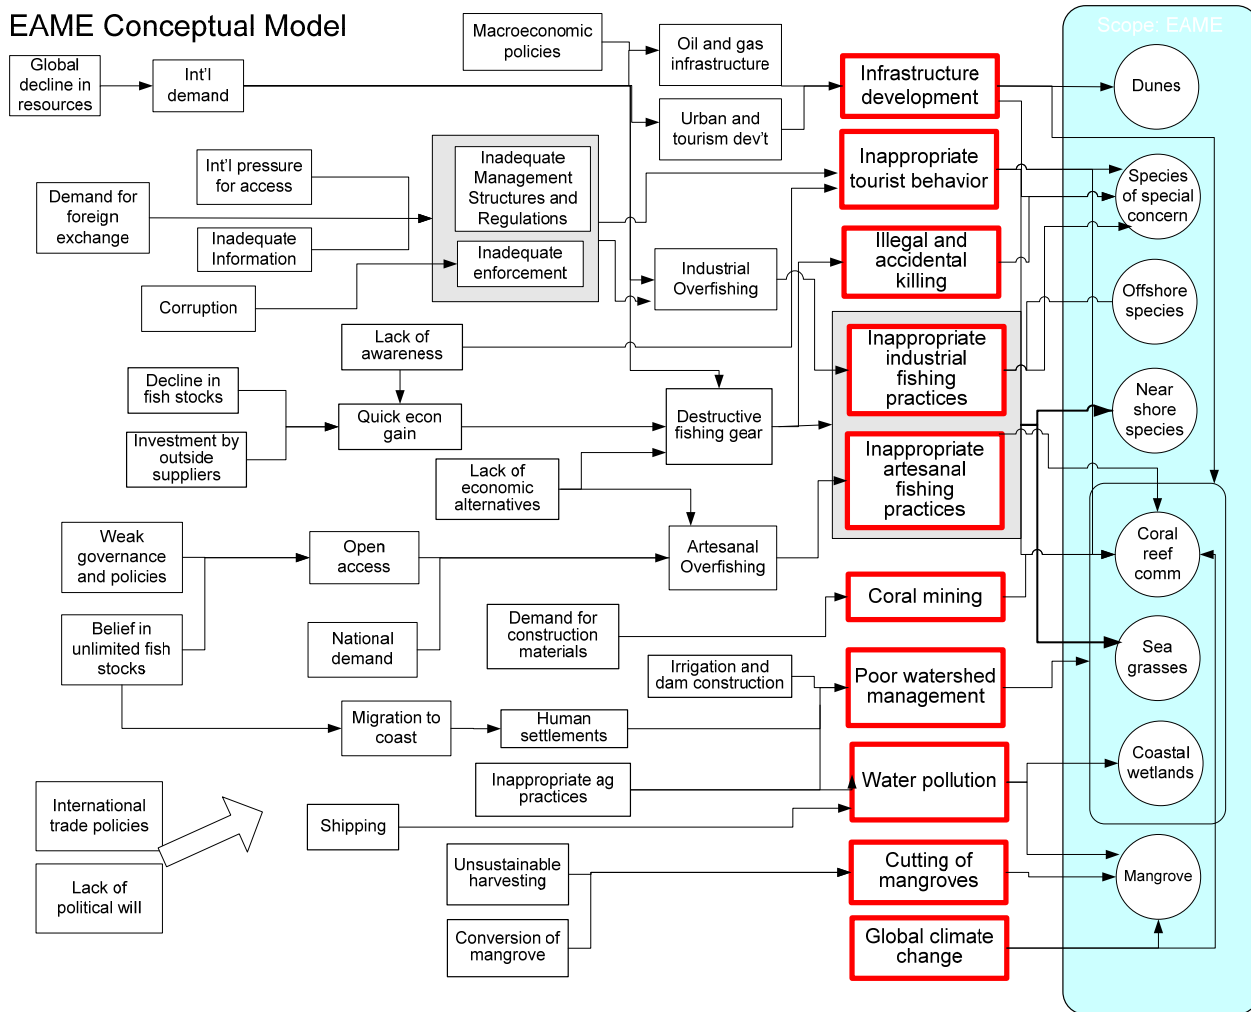 EAME Conceptual Model
Scope: EAME
Global
decline in
resources
Int'l
demand
Macroeconomic
policies
Oil and gas
infrastructure
Urban and
tourism dev't
Infrastructure
development
Dunes
Int'l pressure
for access
Demand for
foreign
exchange
Inadequate
Information
Corruption
Inadequate
Management
Structures and
Regulations
Inadequate
enforcement
Inappropriate
tourist behavior
Species
of special
concern
Industrial
Overfishing
Illegal and
accidental
killing
Offshore
species
Lack of
awareness
Inappropriate
industrial
fishing
practices
Decline in
fish stocks
Investment by
outside
suppliers
Quick econ
gain
Destructive
fishing gear
Near
shore
species
Lack of
economic
alternatives
Inappropriate
artesanal
fishing
practices
Weak
governance
and policies
Open
access
Artesanal
Overfishing
Coral
reef
comm
Belief in
unlimited fish
stocks
National
demand
Demand for
construction
materials
Coral mining
Irrigation and
dam construction
Poor watershed
management
Sea
grasses
Migration to
coast
Human
settlements
Inappropriate ag
practices
Water pollution
Coastal
wetlands
International
trade policies
Lack of
political will
Shipping
Unsustainable
harvesting
Conversion of
mangrove
Cutting of
mangroves
Mangrove
Global climate
change